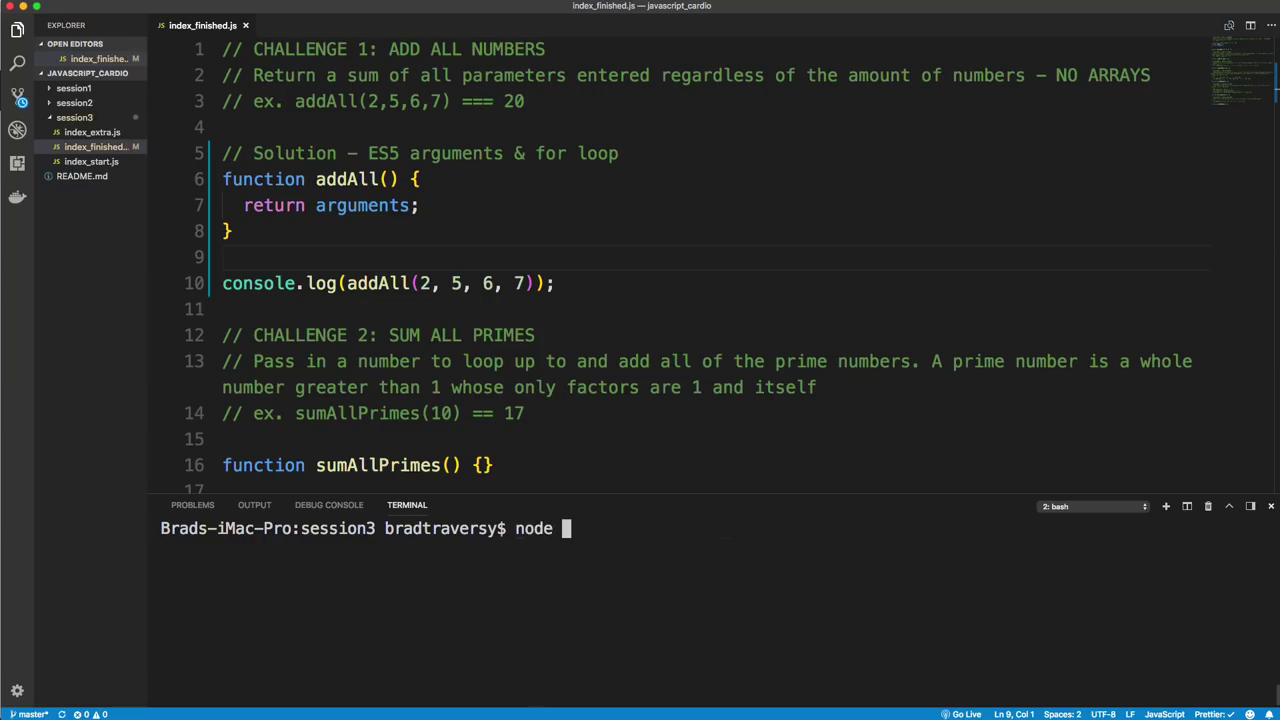 index_finished.js — javascript_cardio
EXPLORER
OPEN EDITORS
index_finishe.. M
JAVASCRIPT_CARDIO
session1
session2
session3
JS index_extra.js
JS index_finished... M
JS index_start.js
README.md
JS index_finished.js ×
1 // CHALLENGE 1: ADD ALL NUMBERS
2 // Return a sum of all parameters entered regardless of the amount of numbers - NO ARRAYS
3 // ex. addAll(2,5,6,7) === 20
4
5 // Solution - ES5 arguments & for loop
6 function addAll() {
7 return arguments;
8 }
9
10 console.log(addAll(2, 5, 6, 7));
11
12 // CHALLENGE 2: SUM ALL PRIMES
13 // Pass in a number to loop up to and add all of the prime numbers. A prime number is a whole
number greater than 1 whose only factors are 1 and itself
14 // ex. sumAllPrimes(10) == 17
15
16 function sumAllPrimes() {}
17
PROBLEMS OUTPUT DEBUG CONSOLE TERMINAL 2: bash
Brads-iMac-Pro:session3 bradtraversy$ node
master* 0 0 Go Live Ln 9, Col 1 Spaces: 2 UTF-8 LF JavaScript Prettier: ✓